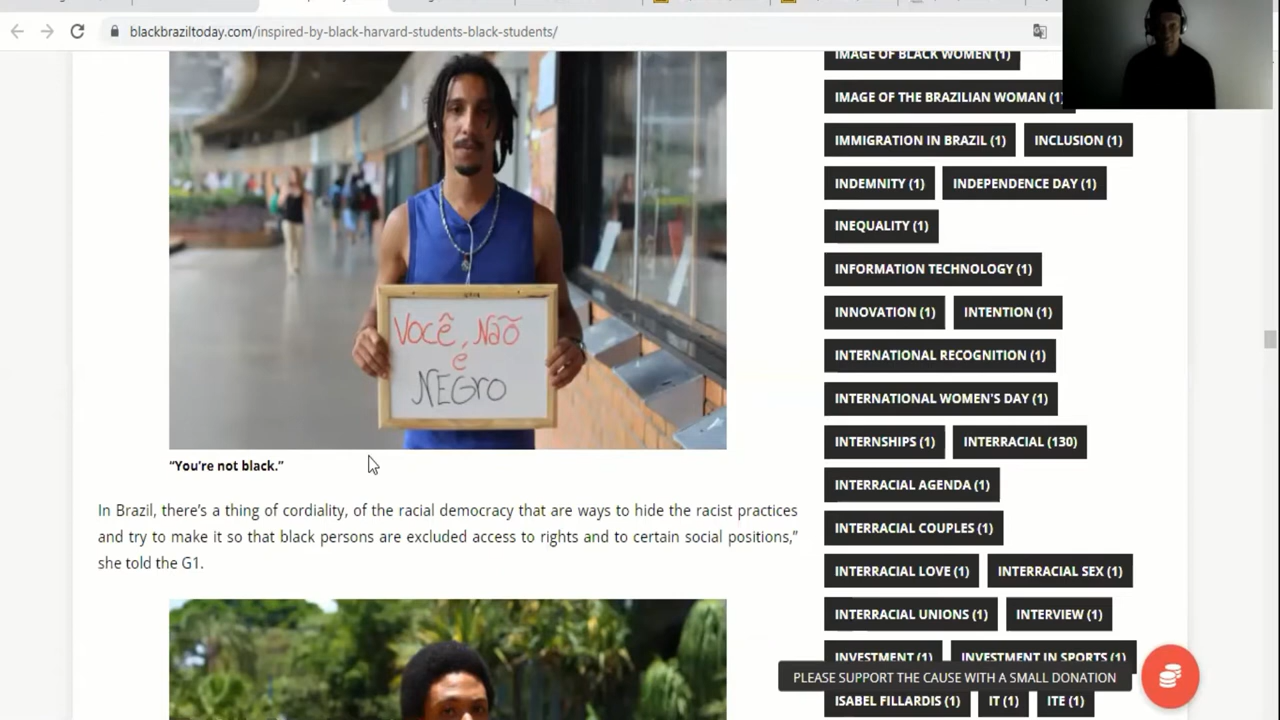 blackbraziltoday.com/inspired-by-black-harvard-students-black-students/
VOCÊ, NÃO
e
NEGRO
“You’re not black.”
In Brazil, there’s a thing of cordiality, of the racial democracy that are ways to hide the racist practices
and try to make it so that black persons are excluded access to rights and to certain social positions,”
she told the G1.
IMAGE OF BLACK WOMEN (1)
IMAGE OF THE BRAZILIAN WOMAN (1)
IMMIGRATION IN BRAZIL (1) INCLUSION (1)
INDEMNITY (1) INDEPENDENCE DAY (1)
INEQUALITY (1)
INFORMATION TECHNOLOGY (1)
INNOVATION (1) INTENTION (1)
INTERNATIONAL RECOGNITION (1)
INTERNATIONAL WOMEN’S DAY (1)
INTERNSHIPS (1) INTERRACIAL (130)
INTERRACIAL AGENDA (1)
INTERRACIAL COUPLES (1)
INTERRACIAL LOVE (1) INTERRACIAL SEX (1)
INTERRACIAL UNIONS (1) INTERVIEW (1)
INVESTMENT (1) INVESTMENT IN SPORTS (1)
PLEASE SUPPORT THE CAUSE WITH A SMALL DONATION
ISABEL FILLARDIS (1) IT (1) ITE (1)